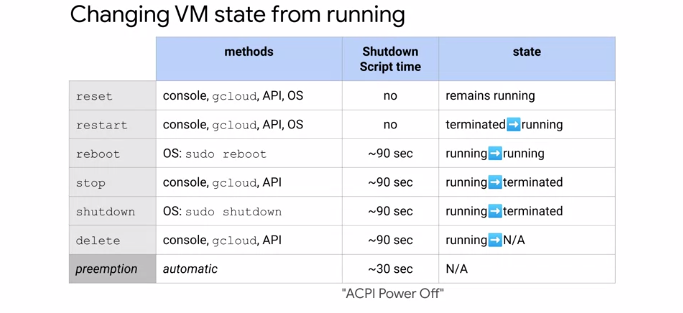 Changing VM state from running
methods Shutdown Script time state
reset console, gcloud, API, OS no remains running
restart console, gcloud, API, OS no terminated➡running
reboot OS: sudo reboot ~90 sec running➡running
stop console, gcloud, API ~90 sec running➡terminated
shutdown OS: sudo shutdown ~90 sec running➡terminated
delete console, gcloud, API ~90 sec running➡N/A
preemption automatic ~30 sec N/A
"ACPI Power Off"